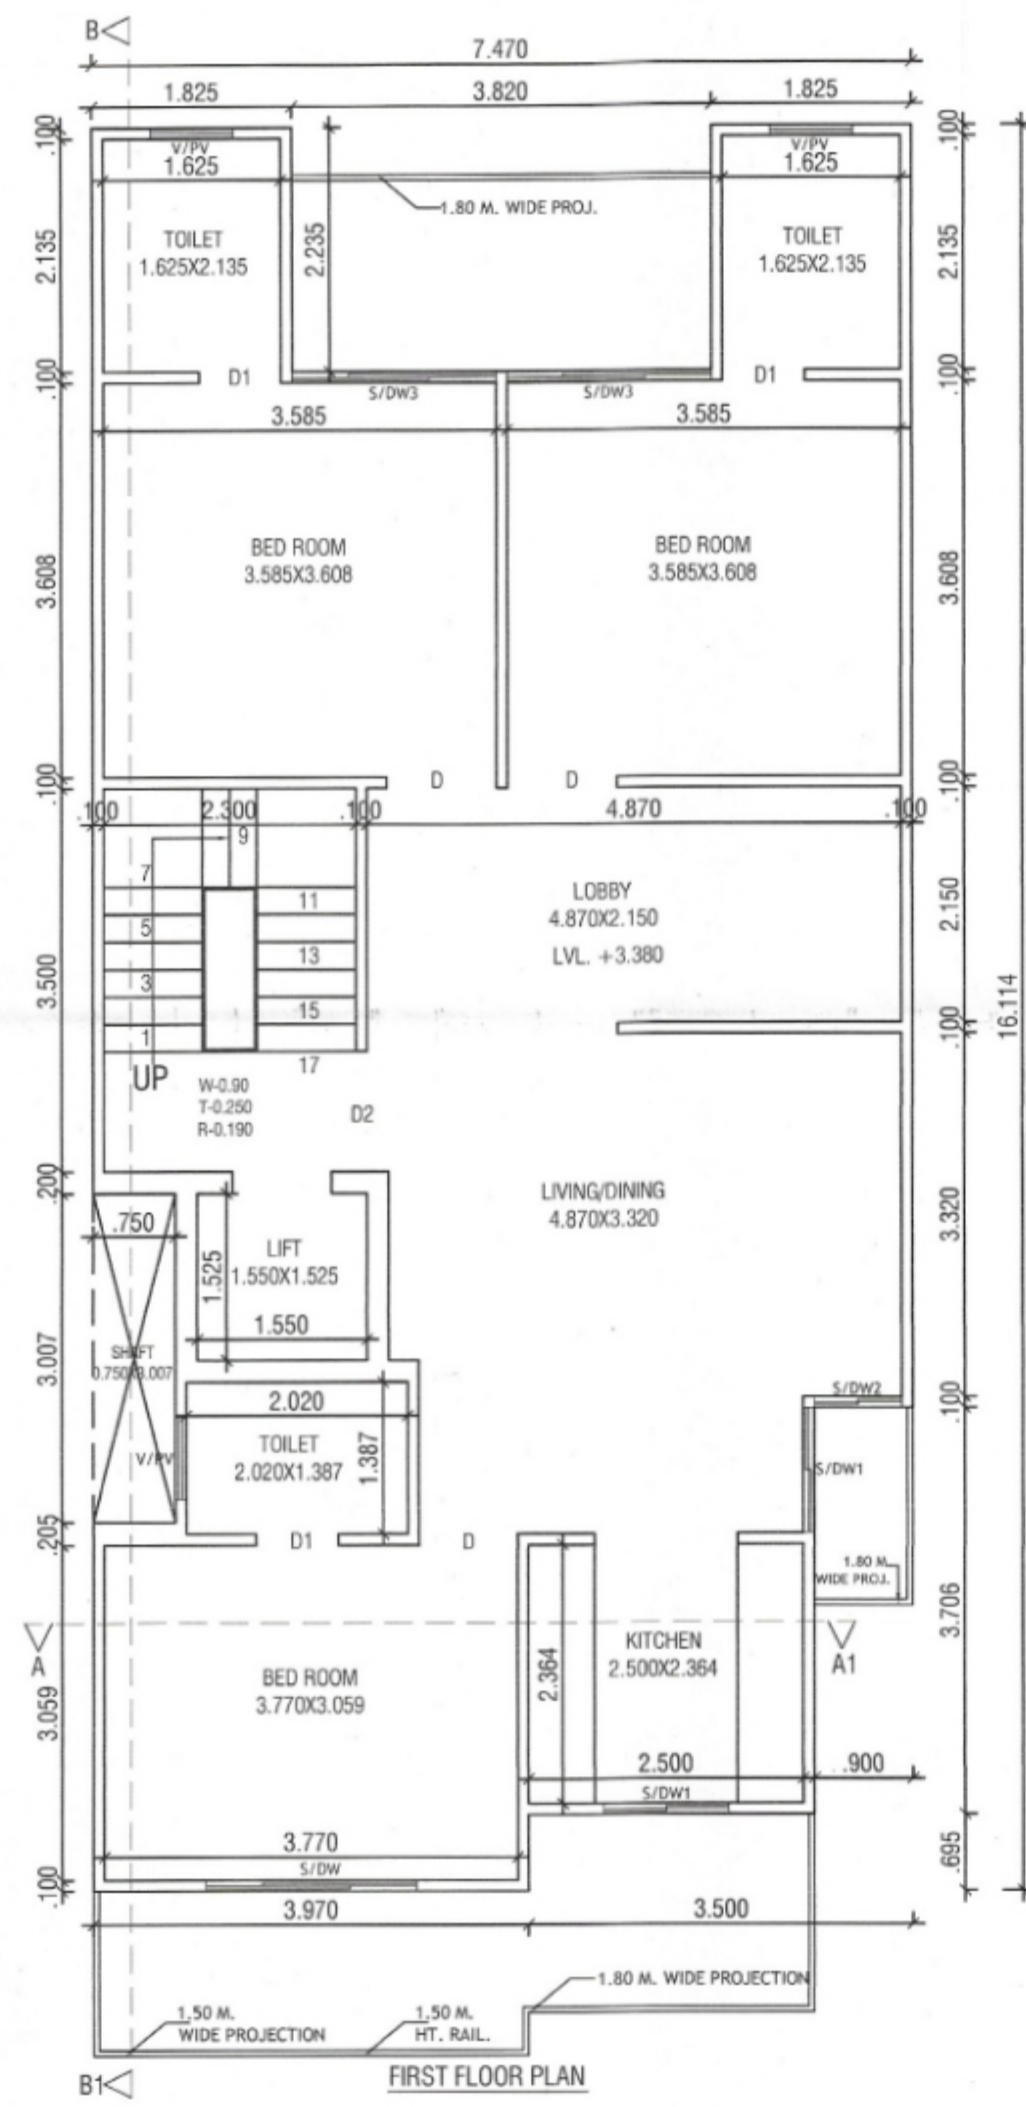 B
7.470
1.825
3.820
1.825
.100
V/PV
1.625
V/PV
1.625
.100
1.80 M. WIDE PROJ.
2.135
TOILET
1.625X2.135
2.235
TOILET
1.625X2.135
2.135
.100
D1
S/DW3
S/DW3
D1
.100
3.585
3.585
3.608
BED ROOM
3.585X3.608
BED ROOM
3.585X3.608
3.608
.100
D
D
.100
.100
2.300
.100
4.870
.100
9
7
5
3
1
11
13
15
17
3.500
LOBBY
4.870X2.150
LVL. +3.380
2.150
16.114
.100
UP
W-0.90
T-0.250
R-0.190
D2
.200
.750
LIFT
1.550X1.525
1.525
1.550
LIVING/DINING
4.870X3.320
3.320
3.007
SHAFT
0.750X3.007
2.020
TOILET
2.020X1.387
1.387
V/PV
S/DW2
.100
S/DW1
.205
D1
D
1.80 M.
WIDE PROJ.
3.706
A
A1
KITCHEN
2.500X2.364
2.364
BED ROOM
3.770X3.059
3.059
2.500
.900
S/DW1
3.770
S/DW
.695
.100
3.970
3.500
1.80 M. WIDE PROJECTION
1.50 M.
WIDE PROJECTION
1.50 M.
HT. RAIL.
FIRST FLOOR PLAN
B1